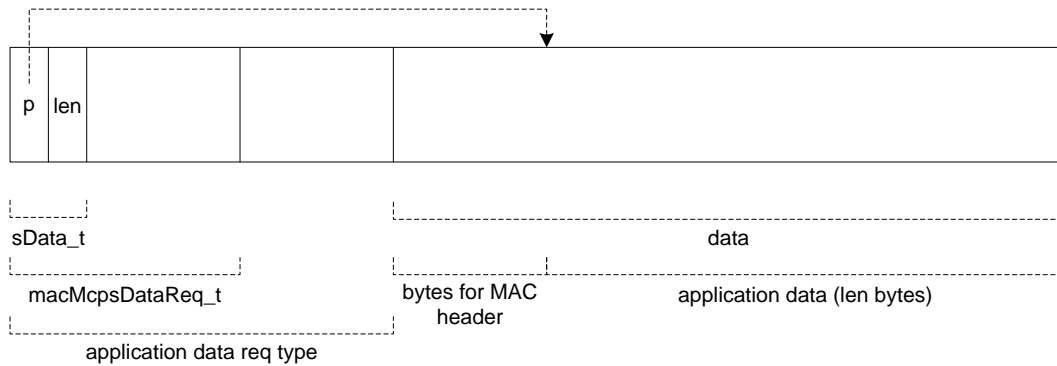 p
len
sData_t
data
macMcpsDataReq_t
bytes for MAC
header
application data (len bytes)
application data req type